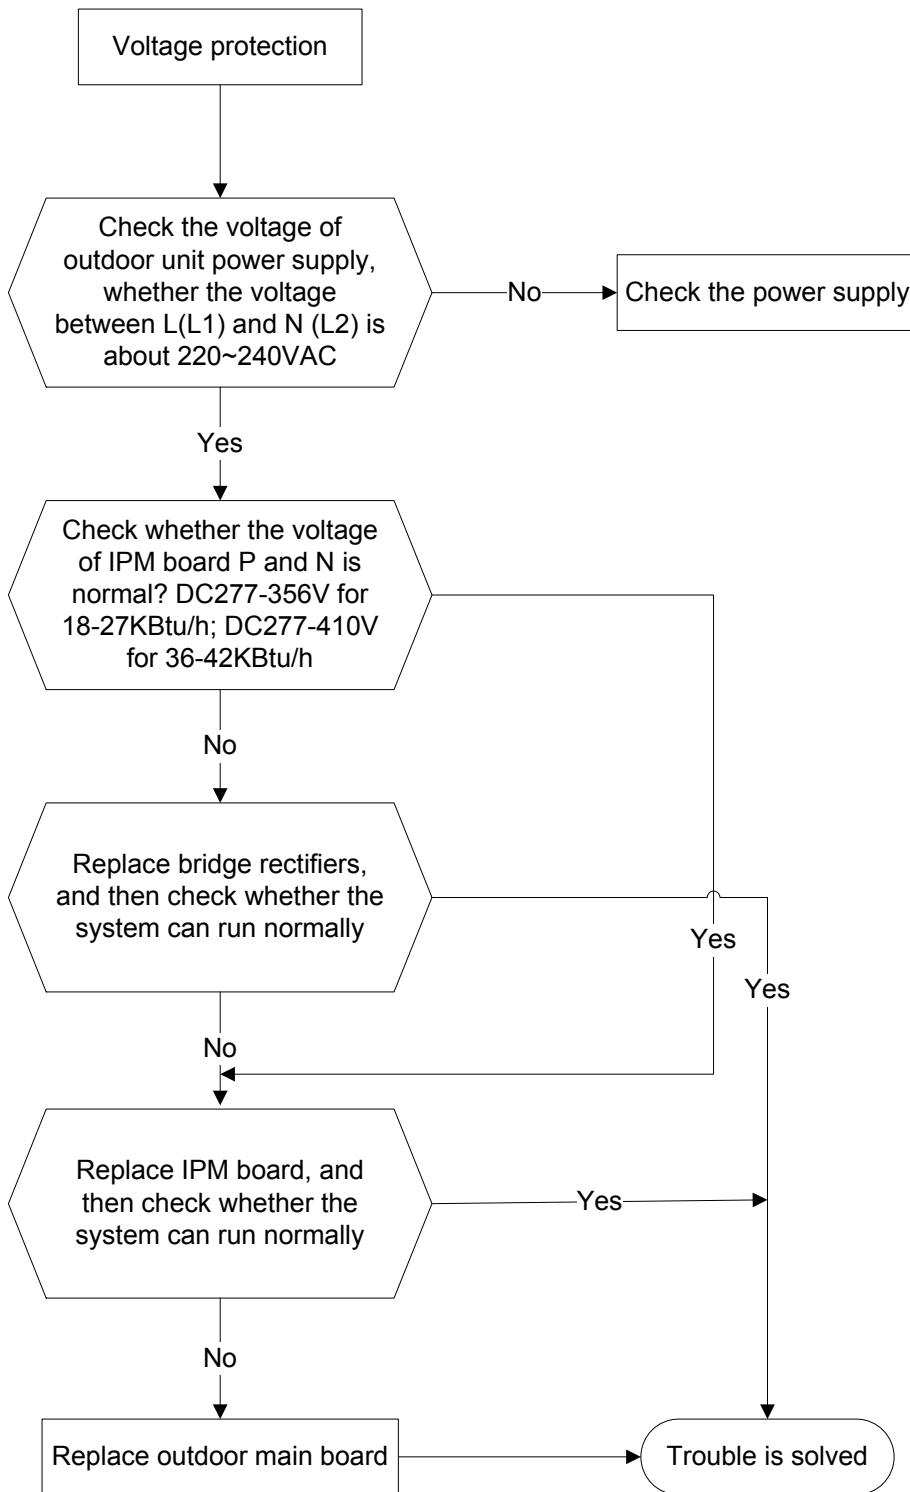 Voltage protection
Check the voltage of
outdoor unit power supply,
whether the voltage
between L(L1) and N (L2) is
about 220~240VAC
No
Check the power supply
Yes
Check whether the voltage
of IPM board P and N is
normal? DC277-356V for
18-27KBtu/h; DC277-410V
for 36-42KBtu/h
No
Replace bridge rectifiers,
and then check whether the
system can run normally
Yes
Yes
No
Replace IPM board, and
then check whether the
system can run normally
Yes
No
Replace outdoor main board
Trouble is solved